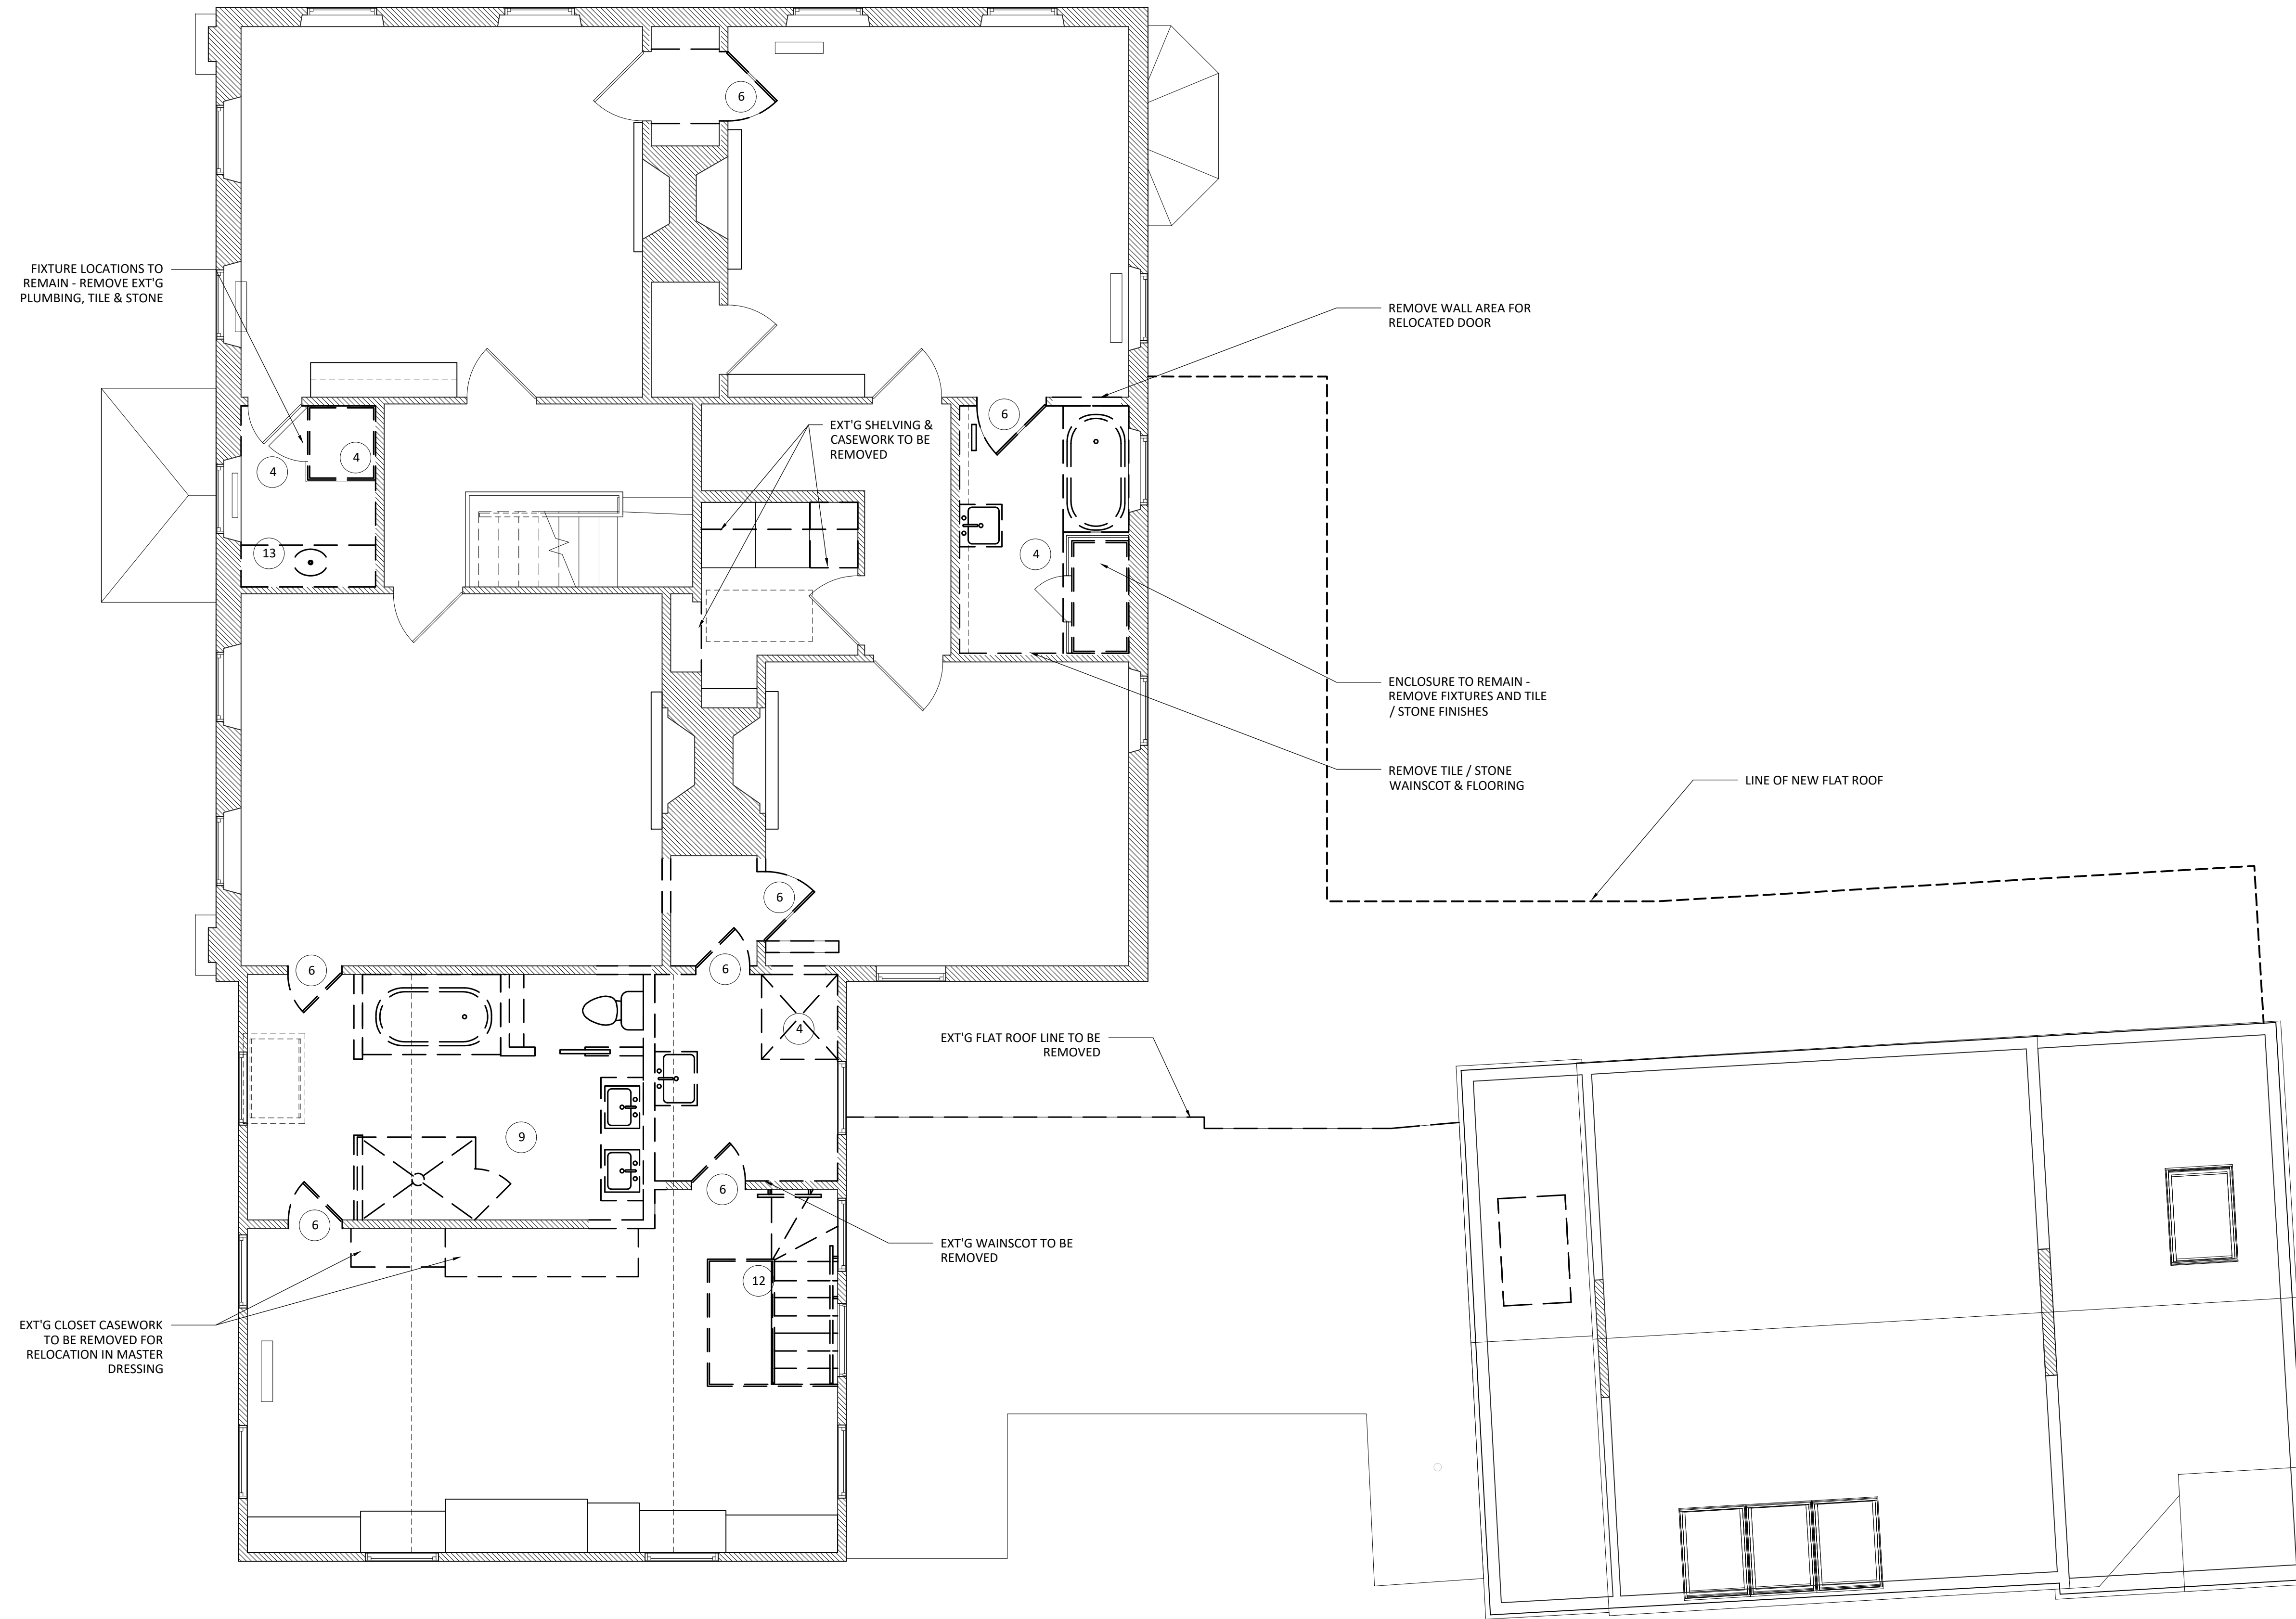 6
FIXTURE LOCATIONS TO
REMAIN - REMOVE EXT'G
PLUMBING, TILE & STONE
REMOVE WALL AREA FOR
RELOCATED DOOR
6
EXT'G SHELVING &
CASEWORK TO BE
REMOVED
4
4
13
4
ENCLOSURE TO REMAIN -
REMOVE FIXTURES AND TILE
/ STONE FINISHES
REMOVE TILE / STONE
WAINSCOT & FLOORING
LINE OF NEW FLAT ROOF
6
6
6
4
EXT'G FLAT ROOF LINE TO BE
REMOVED
9
6
6
EXT'G WAINSCOT TO BE
REMOVED
12
EXT'G CLOSET CASEWORK
TO BE REMOVED FOR
RELOCATION IN MASTER
DRESSING